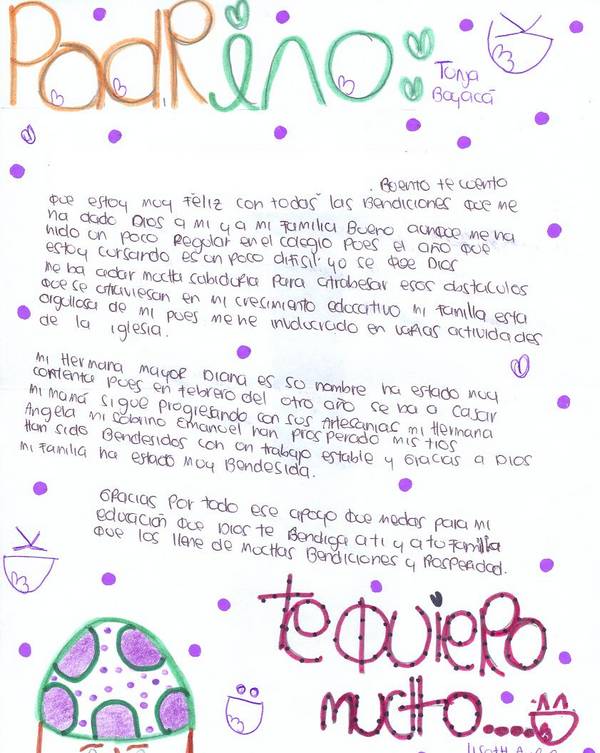 Padrino:
Tunja
Boyacá
. Bueno te cuento
que estoy muy feliz con todas las Bendiciones que me
ha dado Dios a mi y a mi familia Bueno aunque me ha
hido un poco Regular en el colegio pues el año que
estoy cursando es un poco difisil yo se que Dios
me ba adar mucha sabiduria para atrabesar esos obstaculos
que se atraviesan en mi cresimiento educativo mi familia esta
orgullosa de mi pues me he involucrado en varias actividades
de la iglesia.
mi Hermana mayor Diana es su nombre ha estado muy
contenta pues en febrero del otro año se ba a casar
mi mamá sigue progresando con sus Artesanias mi Hermana
Angela mi sobrino Emanuel han prosperado mis tios
Han sido Bendesidos con un trabajo estable y Gracias a Dios
mi familia ha estado muy Bendesida.
Gracias por todo ese apoyo que medas para mi
educación que Dios te Bendiga a ti y a tu familia
que los llene de muchas Bendiciones y Prosperidad.
te quiero
mucho....